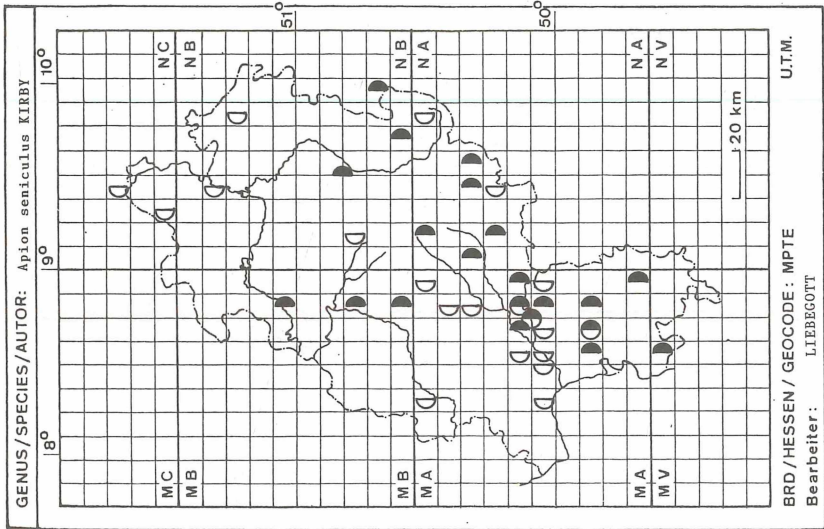 GENUS/SPECIES/AUTOR: Apion seniculus KIRBY
8° 9° 10°
MC NC
MB NB
51°
MB NB
MA NA
50°
MA NA
MV NV
20 km
BRD/HESSEN/GEOCODE: MPTE U.T.M.
Bearbeiter: LIEBEGOTT